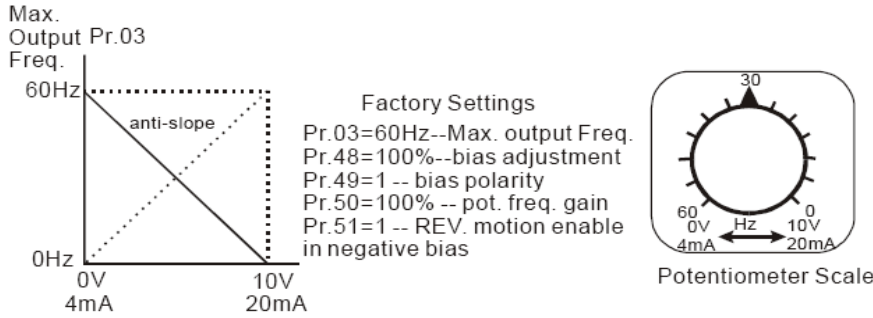 Max.
Output Pr.03
Freq.
60Hz
anti-slope
0Hz
0V 10V
4mA 20mA
Factory Settings
Pr.03=60Hz--Max. output Freq.
Pr.48=100%--bias adjustment
Pr.49=1 -- bias polarity
Pr.50=100% -- pot. freq. gain
Pr.51=1 -- REV. motion enable
in negative bias
30
60 0
0V Hz 10V
4mA 20mA
Potentiometer Scale